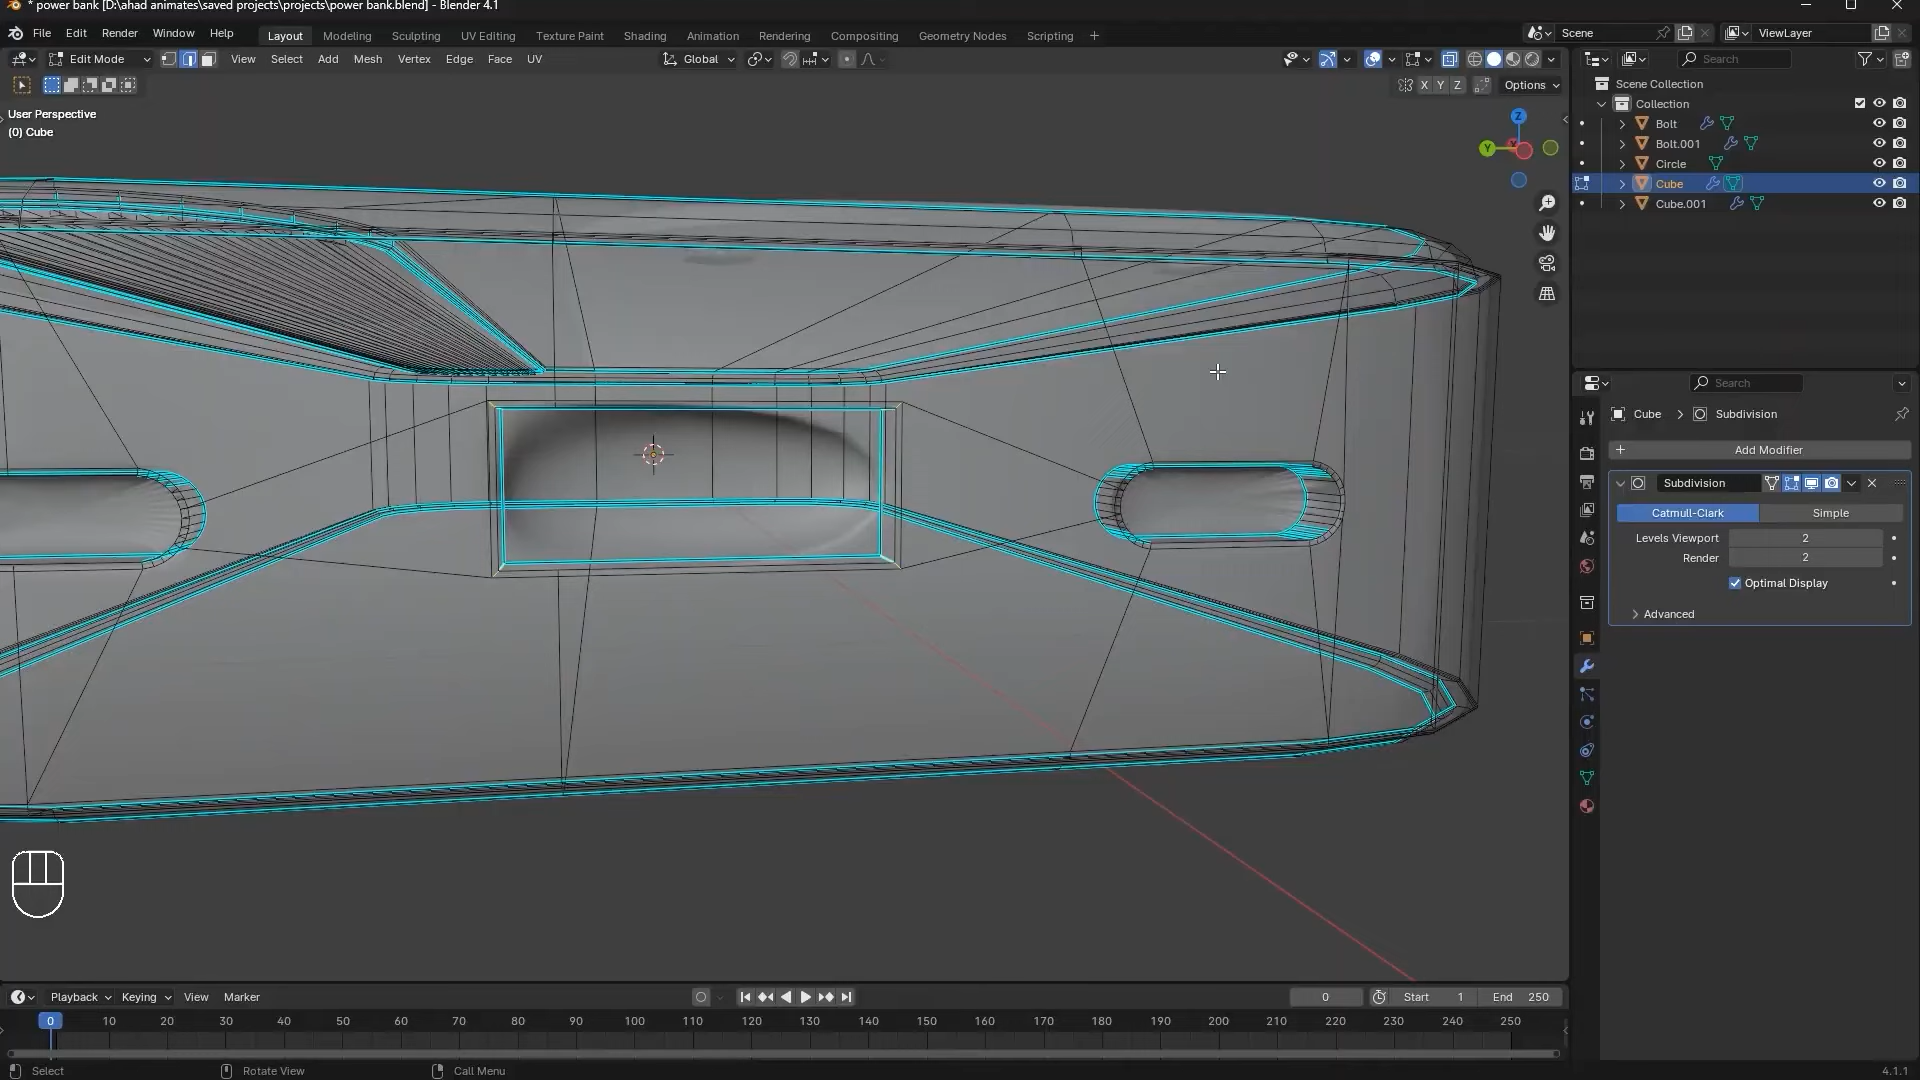 * power bank [D:\ahad animates\saved projects\projects\power bank.blend] - Blender 4.1
File Edit Render Window Help
Layout Modeling Sculpting UV Editing Texture Paint Shading Animation Rendering Compositing Geometry Nodes Scripting +
Scene ViewLayer
Edit Mode View Select Add Mesh Vertex Edge Face UV Global
Search
X Y Z Options
User Perspective
(0) Cube
Z
Y
Scene Collection
Collection
Bolt
Bolt.001
Circle
Cube
Cube.001
Search
Cube > Subdivision
+ Add Modifier
Subdivision
Catmull-Clark Simple
Levels Viewport 2
Render 2
Optimal Display
Advanced
Playback Keying View Marker
0 Start 1 End 250
0 10 20 30 40 50 60 70 80 90 100 110 120 130 140 150 160 170 180 190 200 210 220 230 240 250
Select Rotate View Call Menu 4.1.1